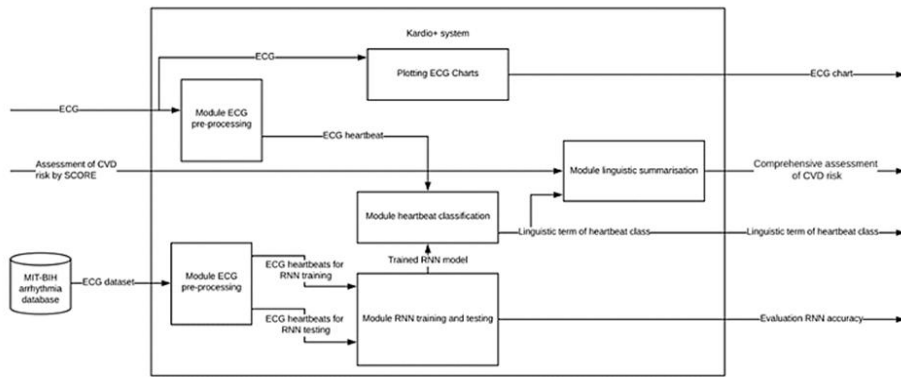 Kardio+ system
ECG
Plotting ECG Charts
ECG chart
ECG
Module ECG
pre-processing
ECG heartbeat
Assessment of CVD
risk by SCORE
Module linguistic summarisation
Comprehensive assessment
of CVD risk
Module heartbeat classification
Linguistic term of heartbeat class
Linguistic term of heartbeat class
Trained RNN model
MIT-BIH
arrhythmia
database
ECG dataset
Module ECG
pre-processing
ECG heartbeats for
RNN training
ECG heartbeats for
RNN testing
Module RNN training and testing
Evaluation RNN accuracy